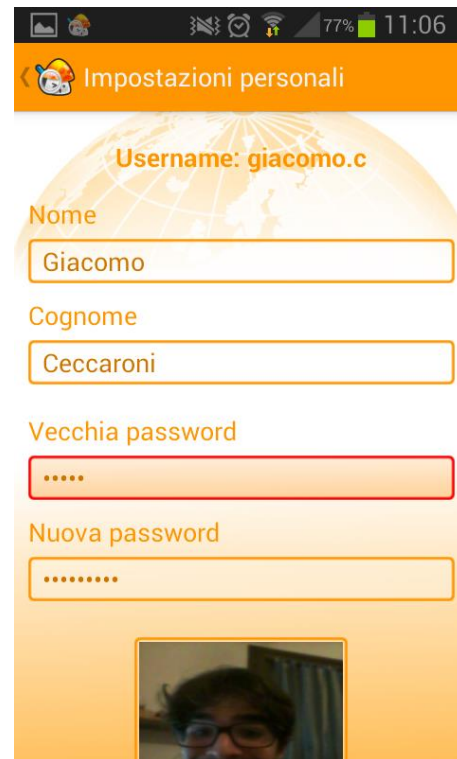 77% 11:06
Impostazioni personali
Username: giacomo.c
Nome
Giacomo
Cognome
Ceccaroni
Vecchia password
•••••
Nuova password
•••••••••